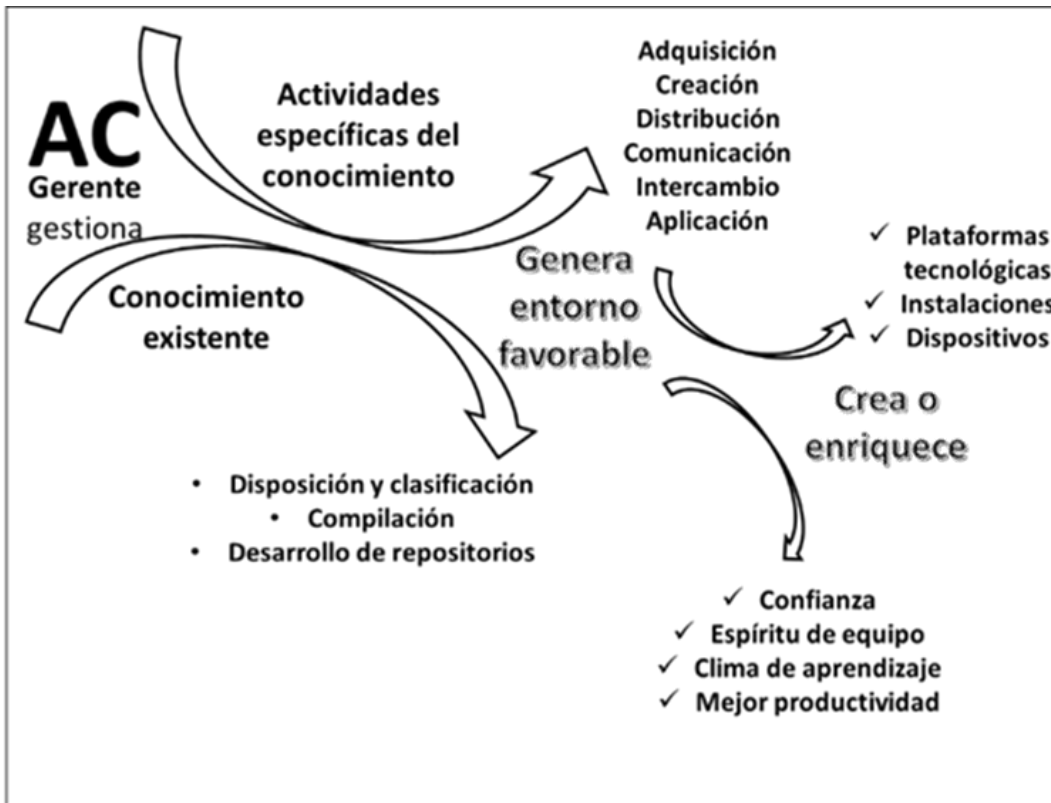 AC
Gerente
gestiona
Actividades
específicas del
conocimiento
Adquisición
Creación
Distribución
Comunicación
Intercambio
Aplicación
Conocimiento
existente
Genera
entorno
favorable
✓ Plataformas
tecnológicas
✓ Instalaciones
✓ Dispositivos
Crea o
enriquece
• Disposición y clasificación
• Compilación
• Desarrollo de repositorios
✓ Confianza
✓ Espíritu de equipo
✓ Clima de aprendizaje
✓ Mejor productividad